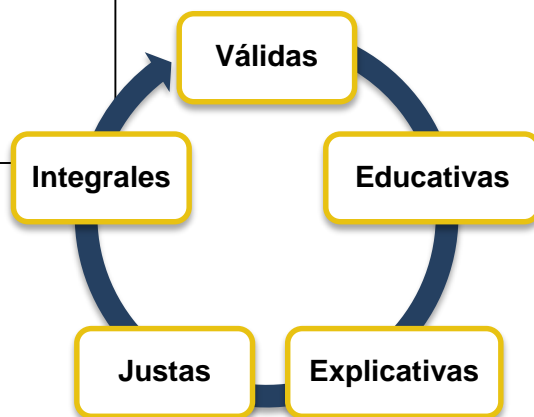 Válidas
Educativas
Explicativas
Justas
Integrales